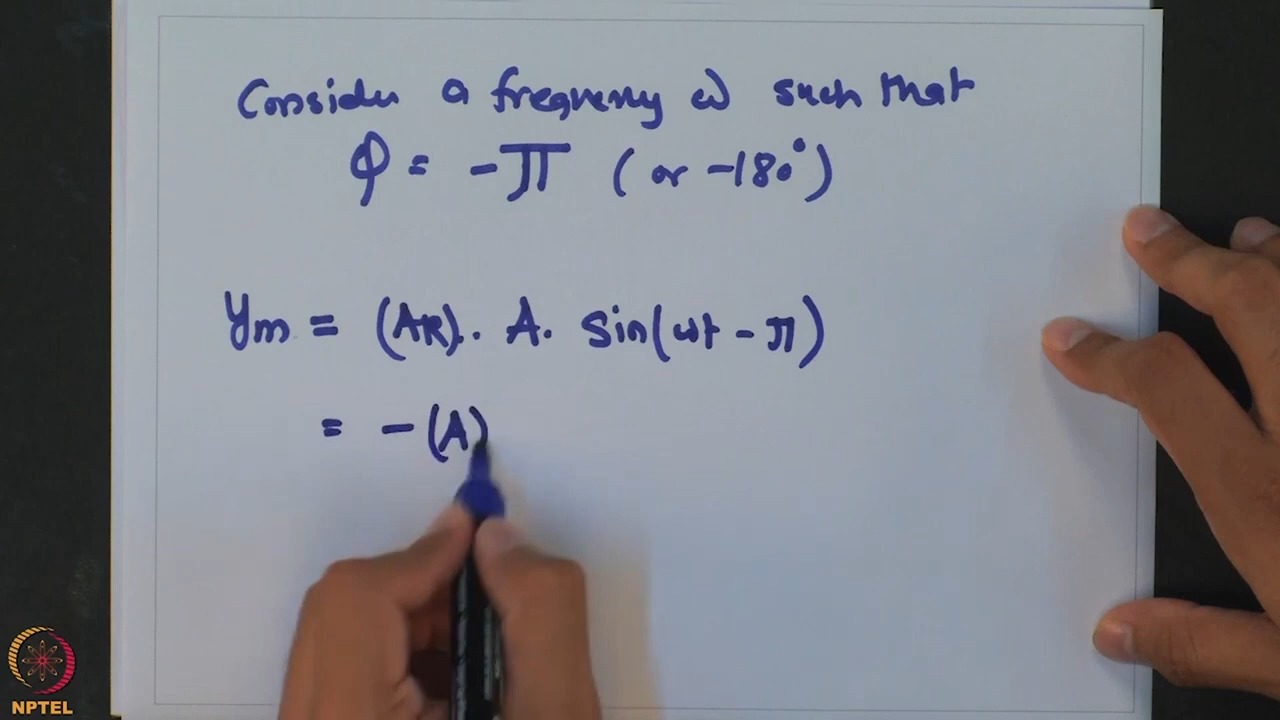 Consider a frequency ω such that
φ = -π (or -180°)
ym = (AR). A. sin(ωt - π)
= -(A)
NPTEL